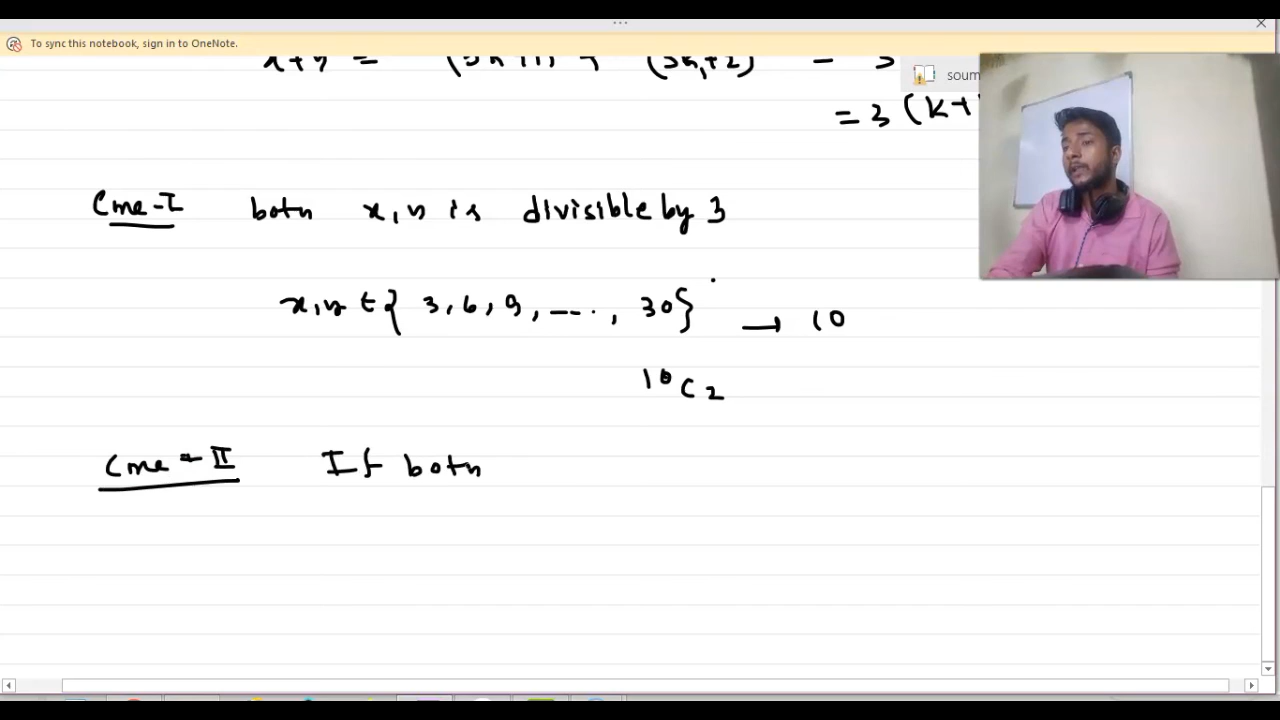 To sync this notebook, sign in to OneNote.
soum
= 3 (k+
Case-I both x,y is divisible by 3
x,y ∈ { 3, 6, 9, ----, 30} → 10
¹⁰C₂
Case-II If both